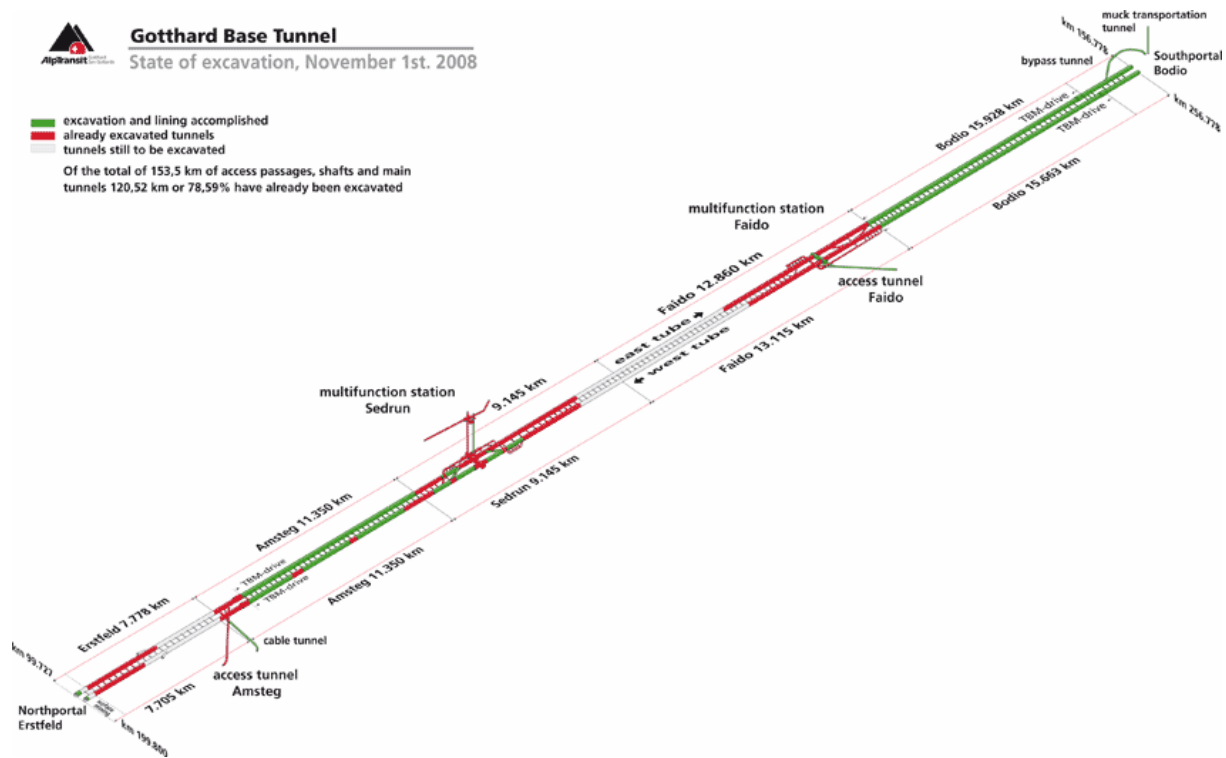 Gotthard Base Tunnel
State of excavation, November 1st. 2008
AlpTransit Gotthard
San Gottardo
excavation and lining accomplished
already excavated tunnels
tunnels still to be excavated
Of the total of 153,5 km of access passages, shafts and main
tunnels 120,52 km or 78,59% have already been excavated
muck transportation
tunnel
km 156.778
bypass tunnel
Southportal
Bodio
km 256.778
TBM-drive
TBM-drive
Bodio 15.928 km
Bodio 15.663 km
multifunction station
Faido
access tunnel
Faido
Faido 12.860 km
east tube
west tube
Faido 13.115 km
multifunction station
Sedrun
9.145 km
Sedrun 9.145 km
Amsteg 11.350 km
TBM-drive
TBM-drive
Amsteg 11.350 km
Erstfeld 7.778 km
cable tunnel
access tunnel
Amsteg
7.705 km
km 99.727
Northportal
Erstfeld
km 199.800